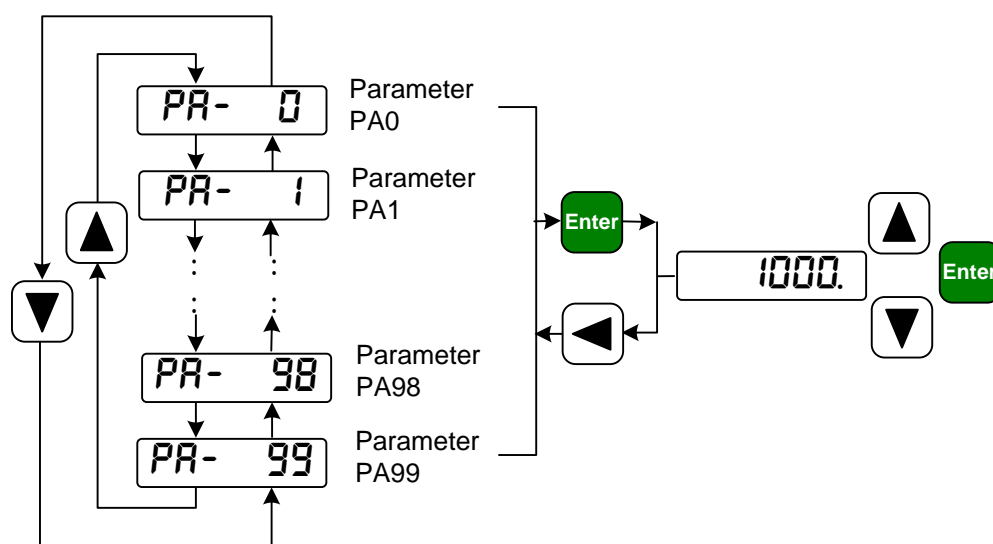 PA- 0
Parameter
PA0
PA- 1
Parameter
PA1
Enter
1000.
Enter
PA- 98
Parameter
PA98
PA- 99
Parameter
PA99